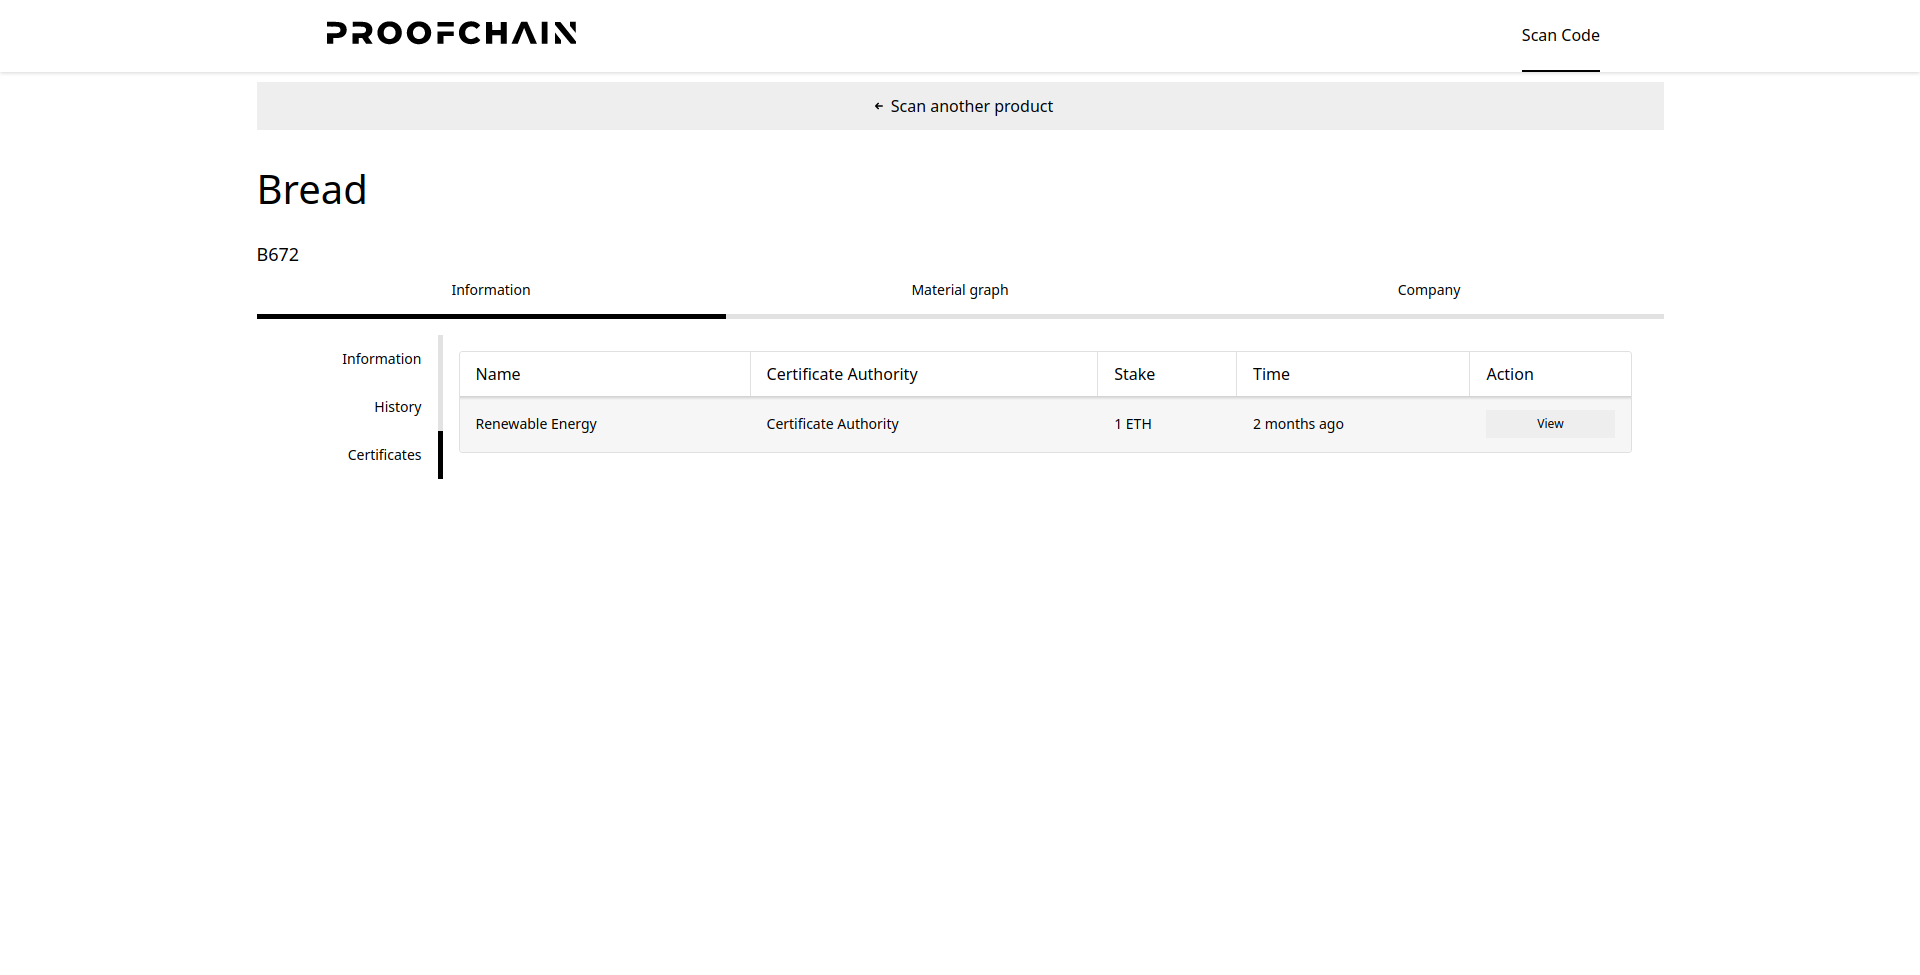 PROOFCHAIN
Scan Code
← Scan another product
Bread
B672
Information Material graph Company
Information
History
Certificates
Name Certificate Authority Stake Time Action
Renewable Energy Certificate Authority 1 ETH 2 months ago View